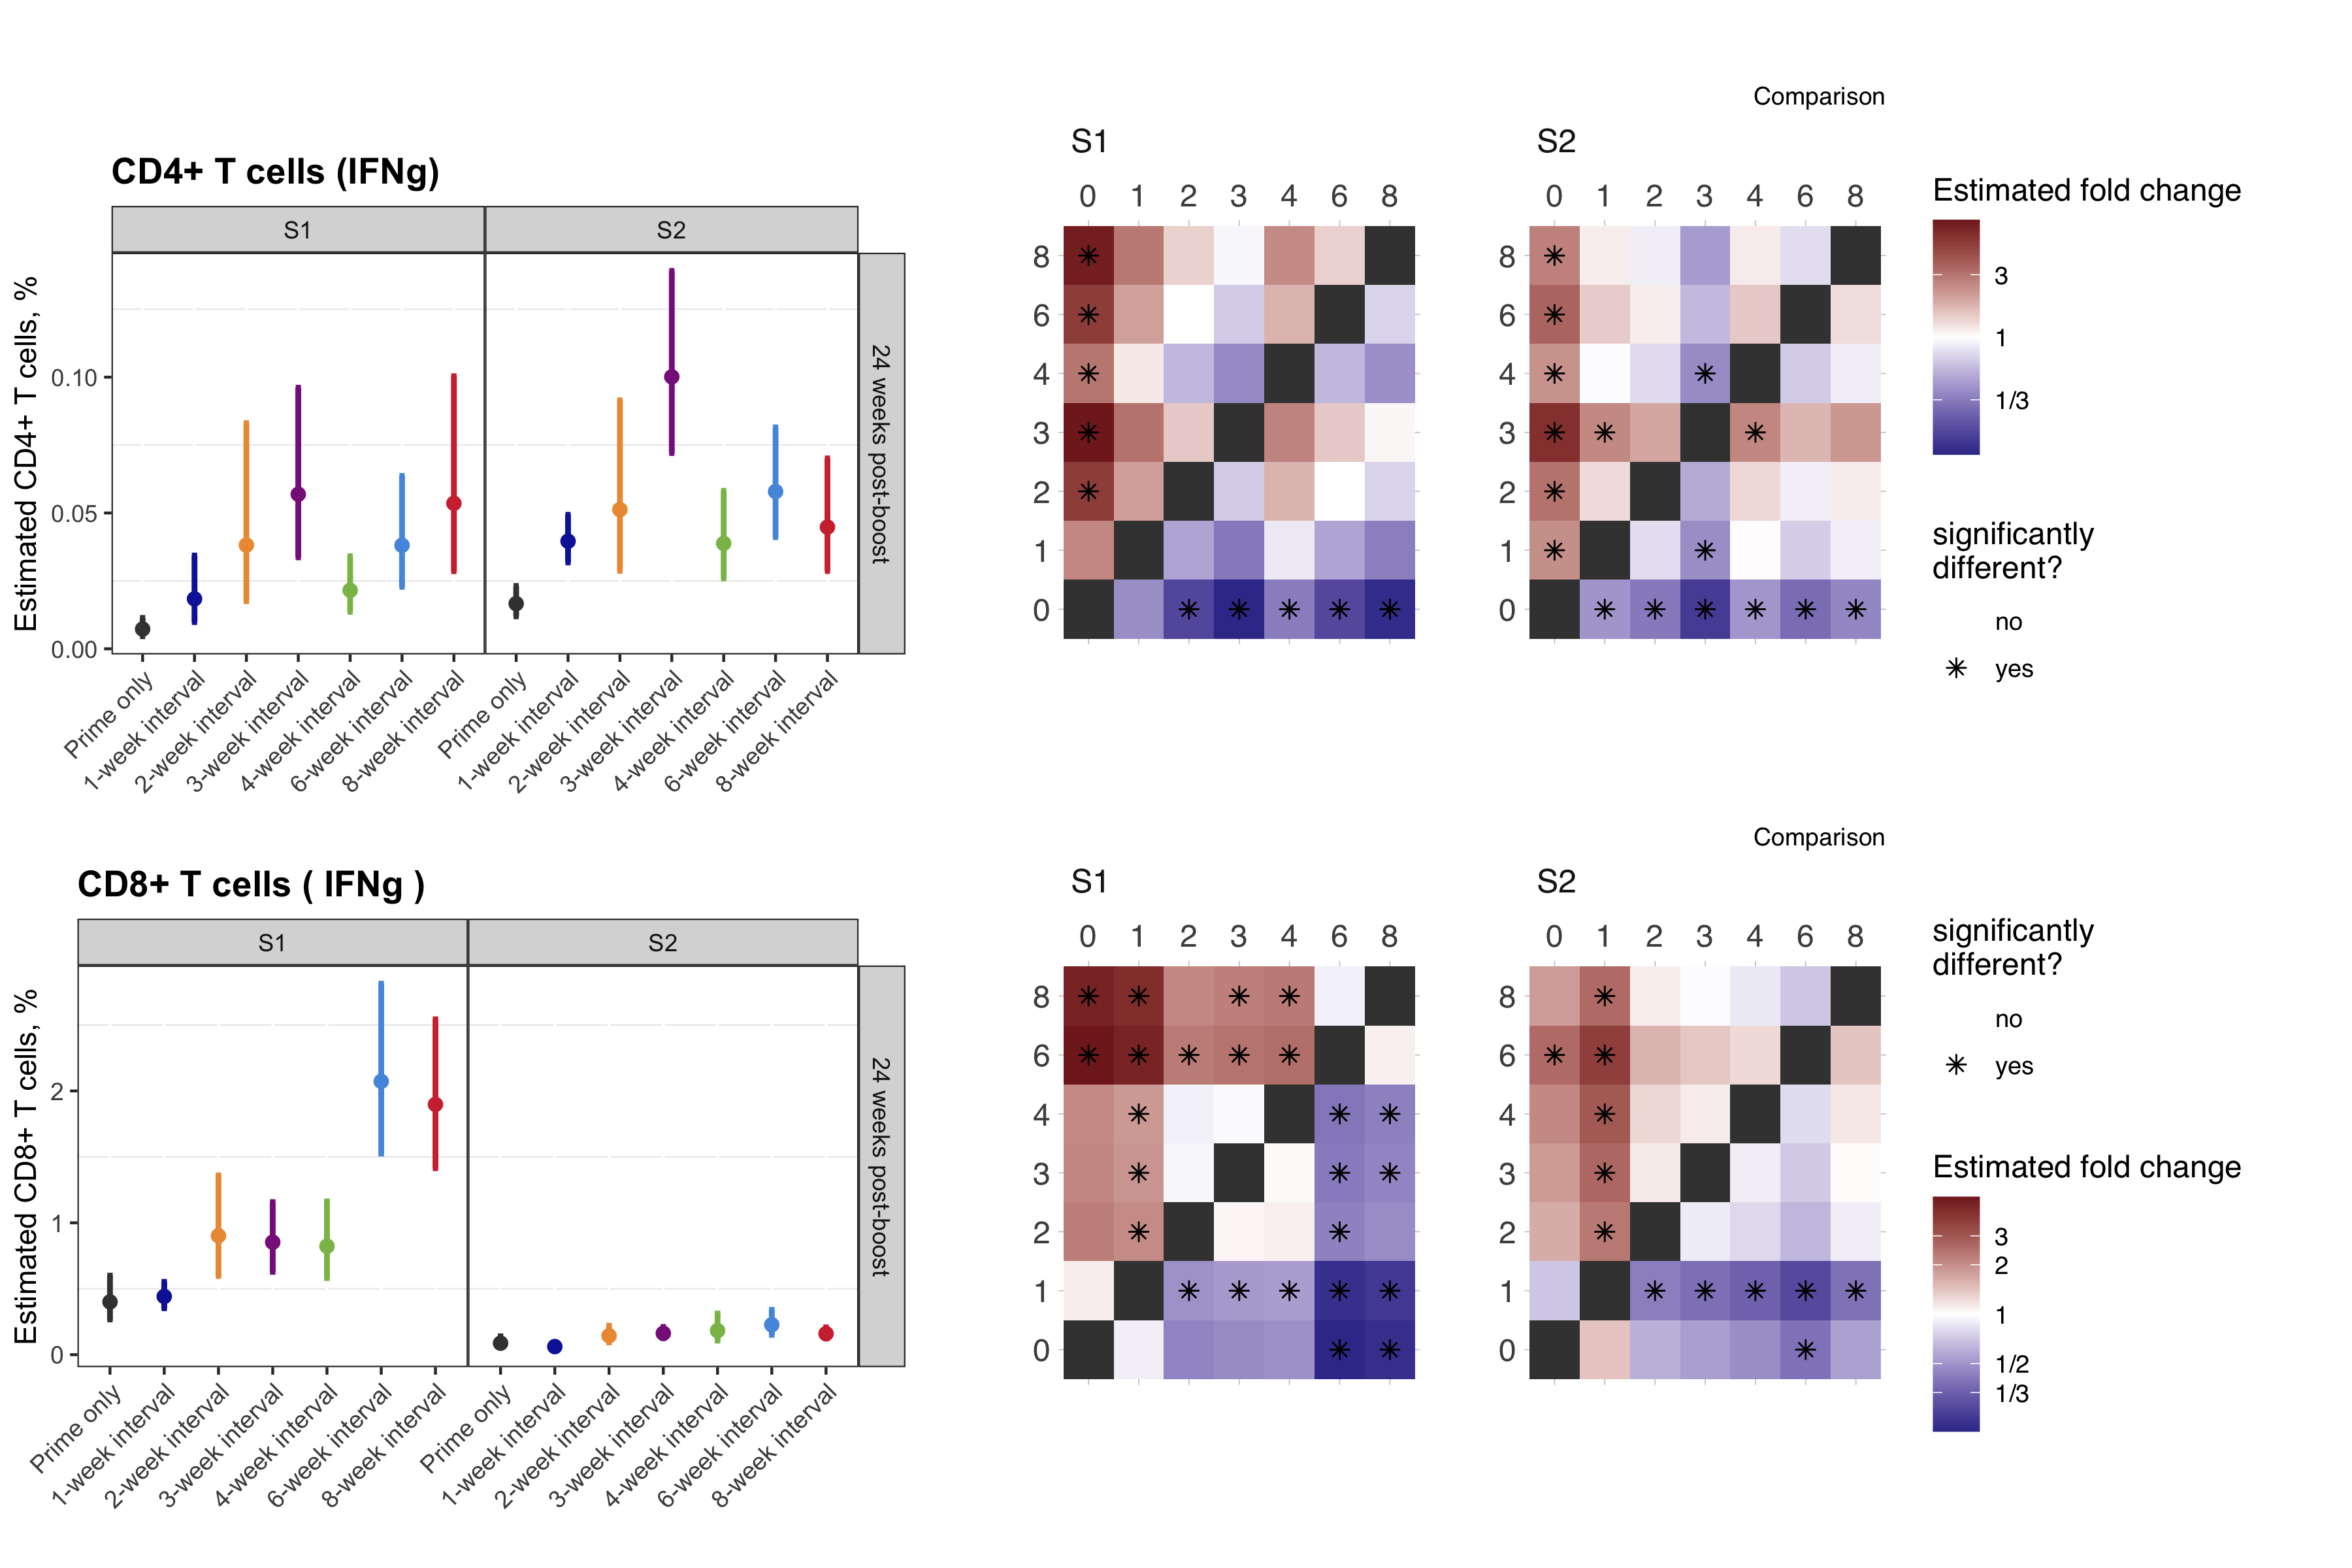 CD4+ T cells (IFNg)
S1
S2
Estimated CD4+ T cells, %
0.10
0.05
0.00
24 weeks post-boost
Prime only
1-week interval
2-week interval
3-week interval
4-week interval
6-week interval
8-week interval
Prime only
1-week interval
2-week interval
3-week interval
4-week interval
6-week interval
8-week interval
Comparison
S1
0 1 2 3 4 6 8
8
6
4
3
2
1
0
S2
0 1 2 3 4 6 8
8
6
4
3
2
1
0
Estimated fold change
3
1
1/3
significantly
different?
no
yes
CD8+ T cells ( IFNg )
S1
S2
Estimated CD8+ T cells, %
2
1
0
24 weeks post-boost
Prime only
1-week interval
2-week interval
3-week interval
4-week interval
6-week interval
8-week interval
Prime only
1-week interval
2-week interval
3-week interval
4-week interval
6-week interval
8-week interval
Comparison
S1
0 1 2 3 4 6 8
8
6
4
3
2
1
0
S2
0 1 2 3 4 6 8
8
6
4
3
2
1
0
significantly
different?
no
yes
Estimated fold change
3
2
1
1/2
1/3